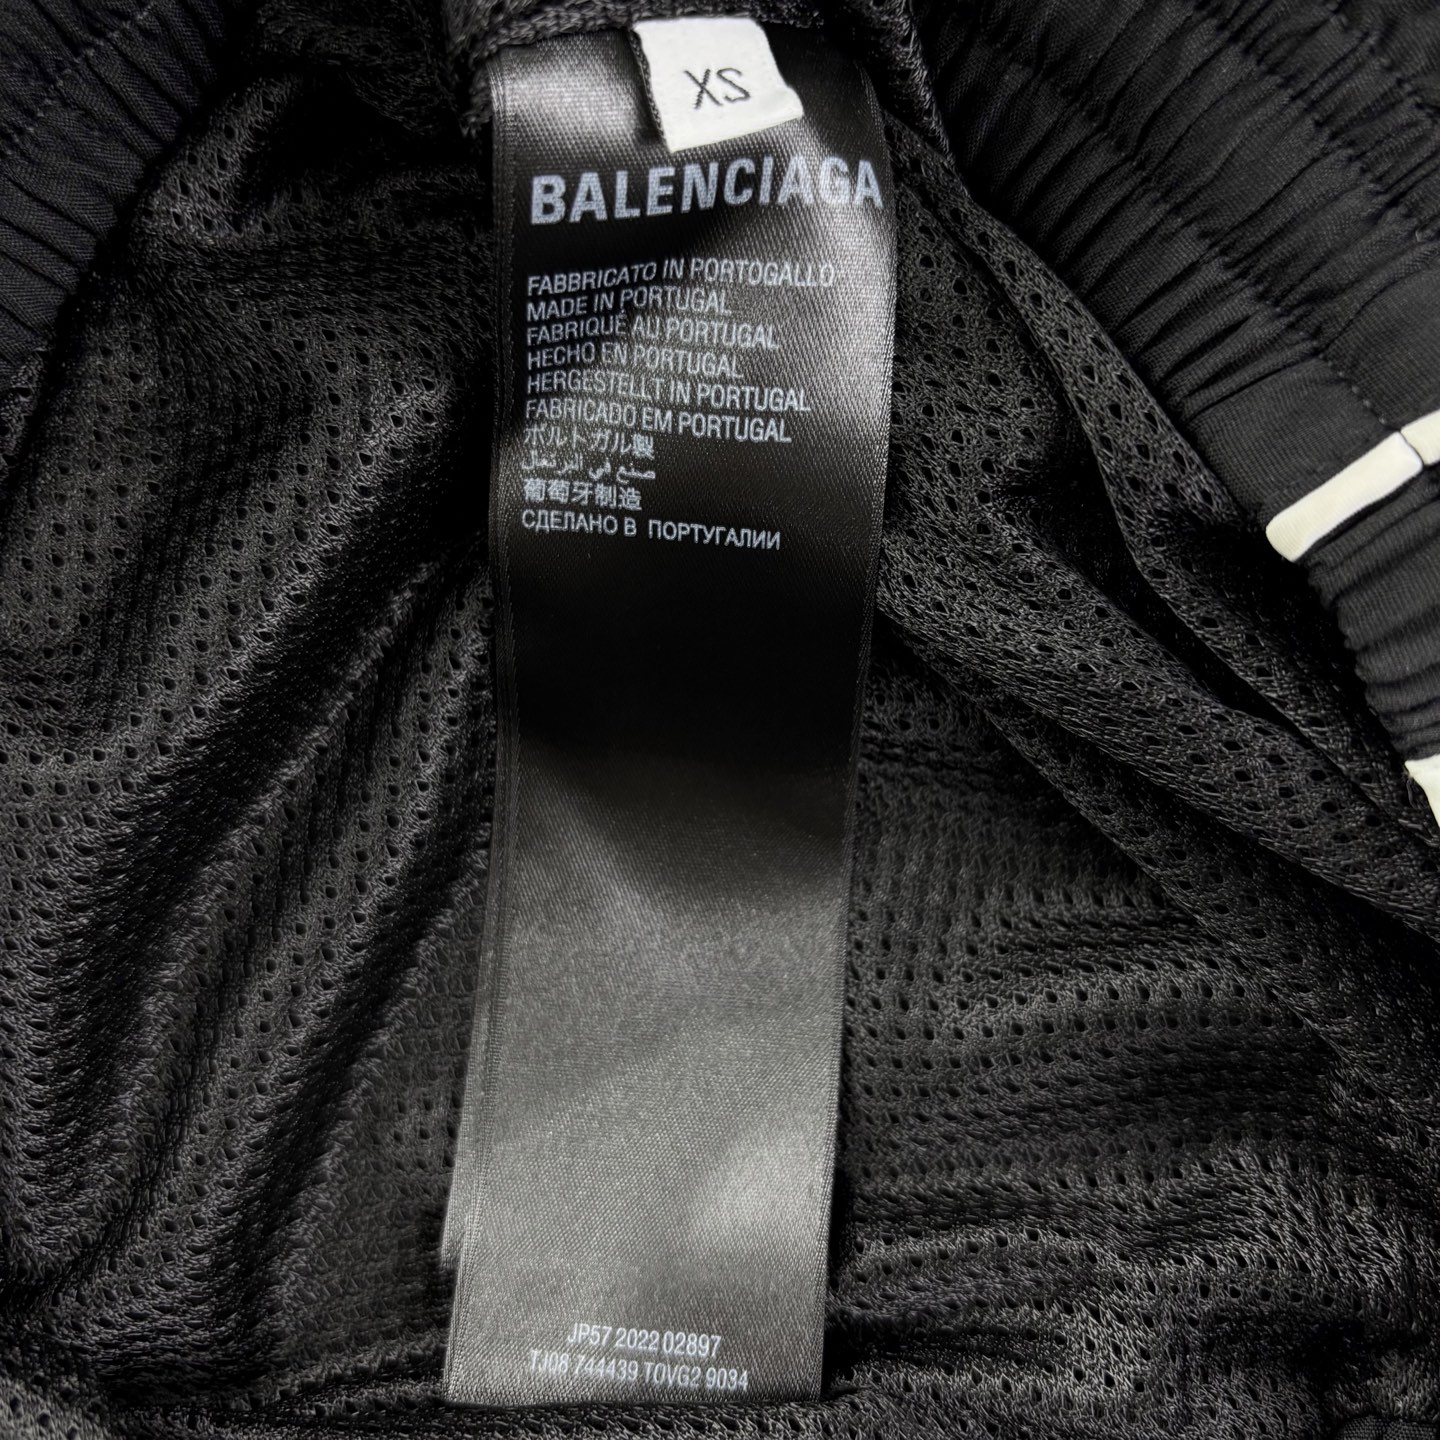 XS
BALENCIAGA
FABBRICATO IN PORTOGALLO
MADE IN PORTUGAL
FABRIQUÉ AU PORTUGAL
HECHO EN PORTUGAL
HERGESTELLT IN PORTUGAL
FABRICADO EM PORTUGAL
ポルトガル製
صنع في البرتغال
葡萄牙制造
СДЕЛАНО В ПОРТУГАЛИИ
JP57 2022 02897
TJ08 744439 TOVG2 9034